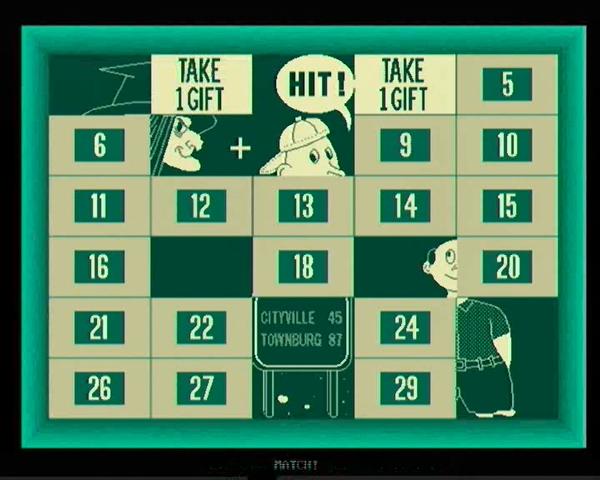 TAKE
1 GIFT
HIT!
TAKE
1 GIFT
5
6
+
9
10
11
12
13
14
15
16
18
20
21
22
CITYVILLE 45
TOWNBURG 87
24
26
27
29
MATCH!